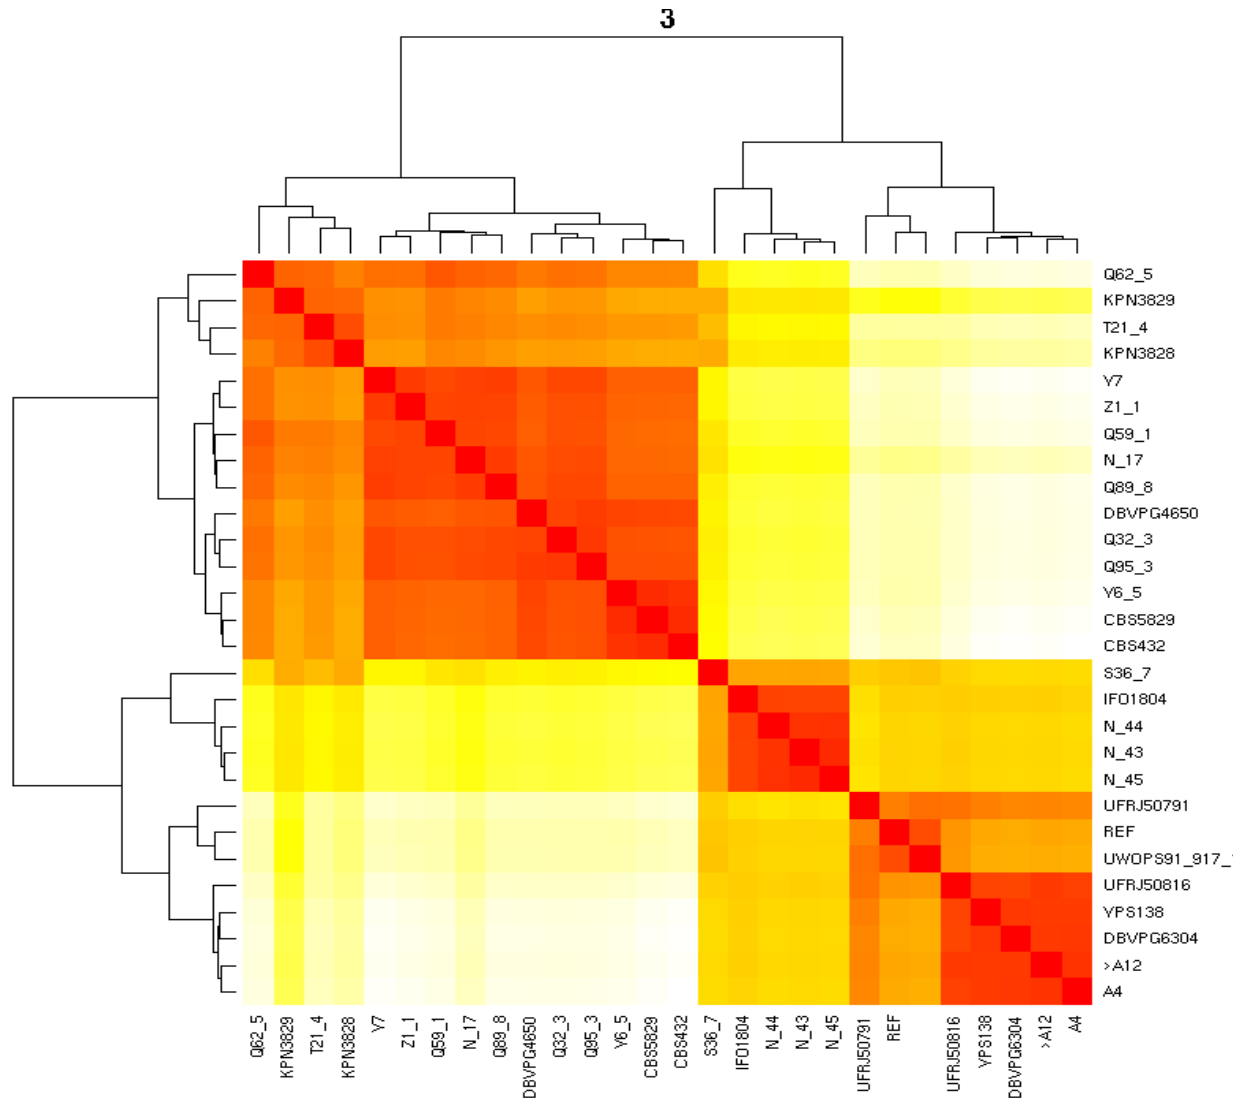 3
Q62_5
KPN3829
T21_4
KPN3828
Y7
Z1_1
Q59_1
N_17
Q89_8
DBVPG4650
Q32_3
Q95_3
Y6_5
CBS5829
CBS432
S36_7
IFO1804
N_44
N_43
N_45
UFRJ50791
REF
UWOPS91_917_1
UFRJ50816
YPS138
DBVPG6304
>A12
A4
Q62_5
KPN3829
T21_4
KPN3828
Y7
Z1_1
Q59_1
N_17
Q89_8
DBVPG4650
Q32_3
Q95_3
Y6_5
CBS5829
CBS432
S36_7
IFO1804
N_44
N_43
N_45
UFRJ50791
REF
UFRJ50816
YPS138
DBVPG6304
>A12
A4